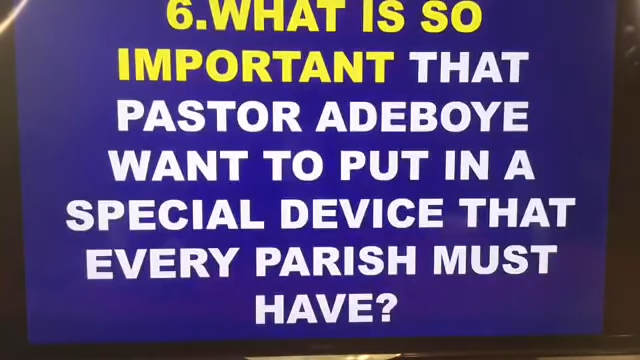 6.WHAT IS SO
IMPORTANT THAT
PASTOR ADEBOYE
WANT TO PUT IN A
SPECIAL DEVICE THAT
EVERY PARISH MUST
HAVE?